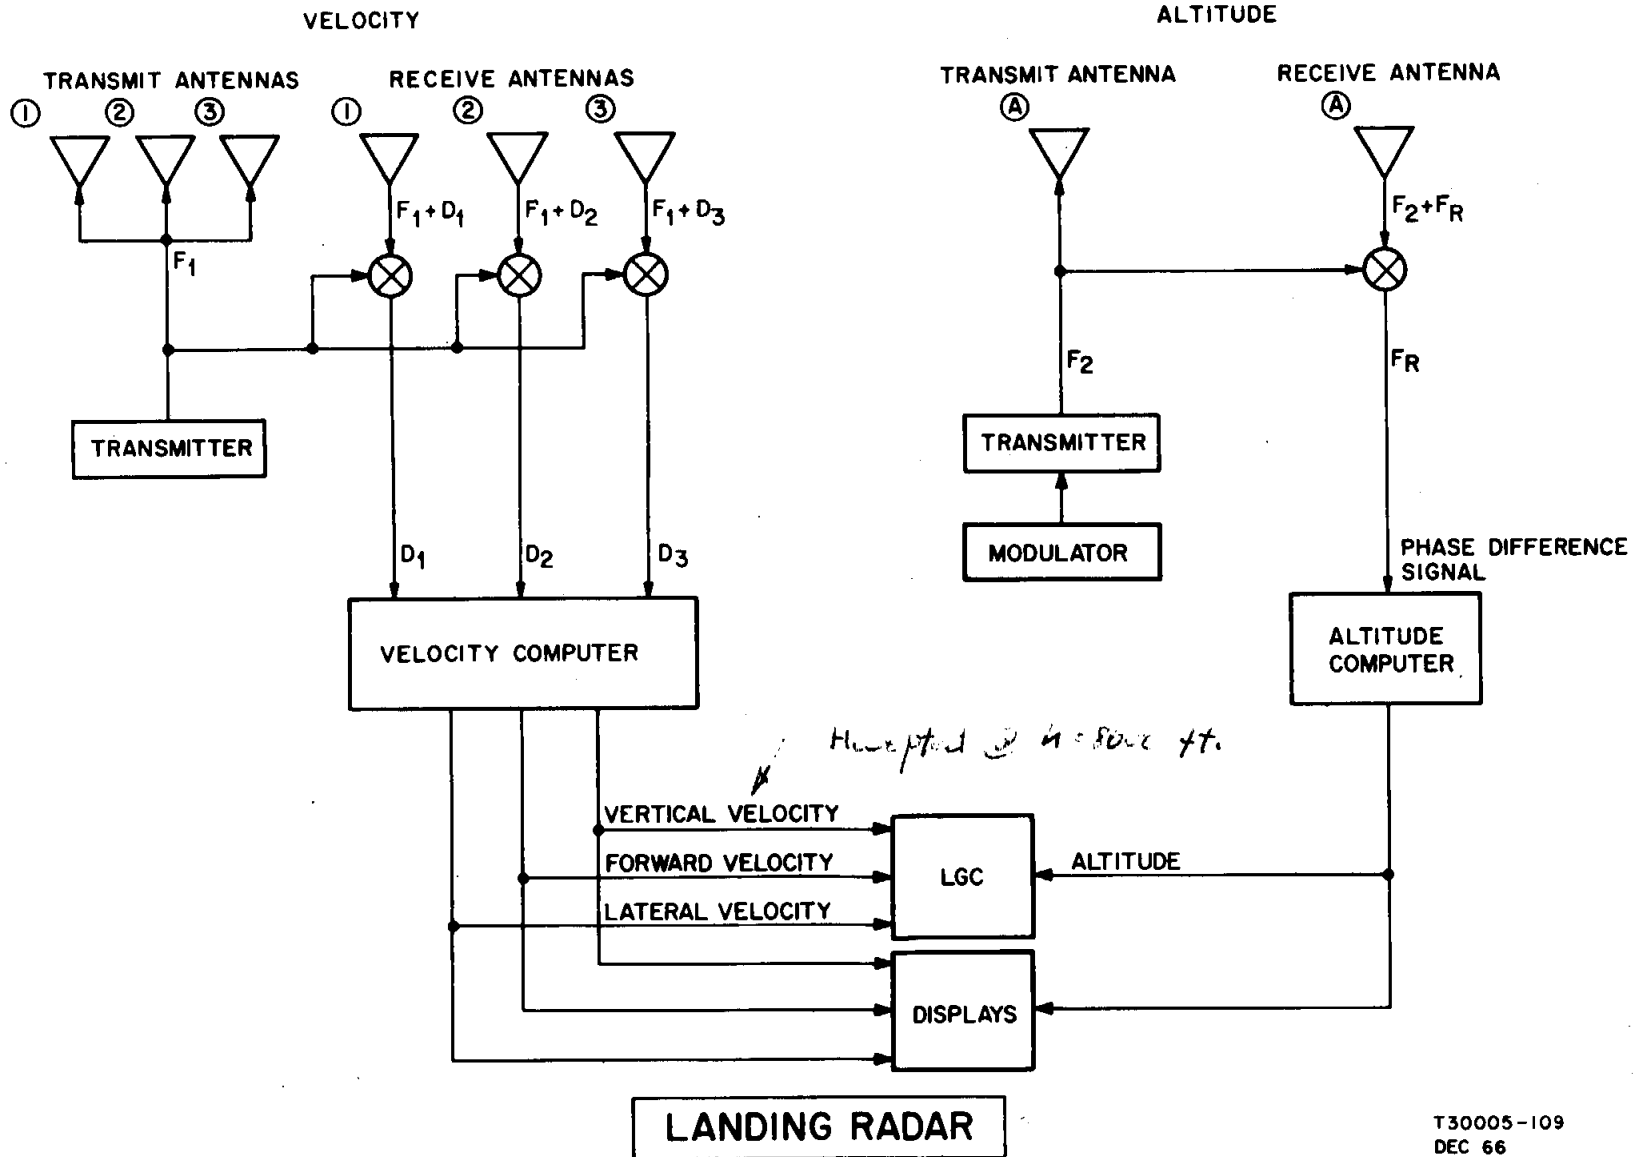 VELOCITY
ALTITUDE
TRANSMIT ANTENNAS
RECEIVE ANTENNAS
TRANSMIT ANTENNA
RECEIVE ANTENNA
1 2 3
1 2 3
A
A
F1
F1+D1
F1+D2
F1+D3
F2+FR
F2
FR
TRANSMITTER
TRANSMITTER
MODULATOR
D1
D2
D3
PHASE DIFFERENCE
SIGNAL
VELOCITY COMPUTER
ALTITUDE
COMPUTER
@ ft.
VERTICAL VELOCITY
FORWARD VELOCITY
LATERAL VELOCITY
LGC
ALTITUDE
DISPLAYS
LANDING RADAR
T30005-109
DEC 66